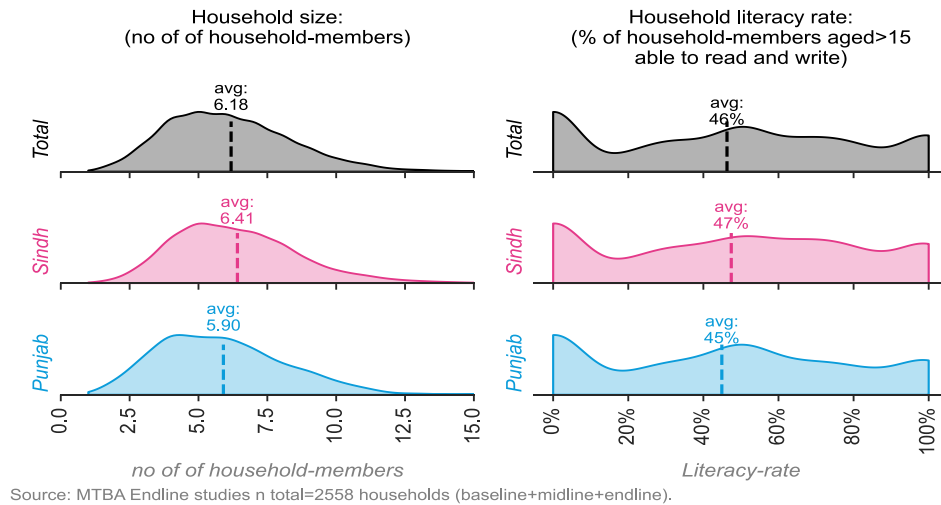 Household size:
(no of of household-members)
avg:
6.18
Total
avg:
6.41
Sindh
avg:
5.90
Punjab
0.0
2.5
5.0
7.5
10.0
12.5
15.0
no of of household-members
Household literacy rate:
(% of household-members aged>15
able to read and write)
avg:
46%
Total
avg:
47%
Sindh
avg:
45%
Punjab
0%
20%
40%
60%
80%
100%
Literacy-rate
Source: MTBA Endline studies n total=2558 households (baseline+midline+endline).